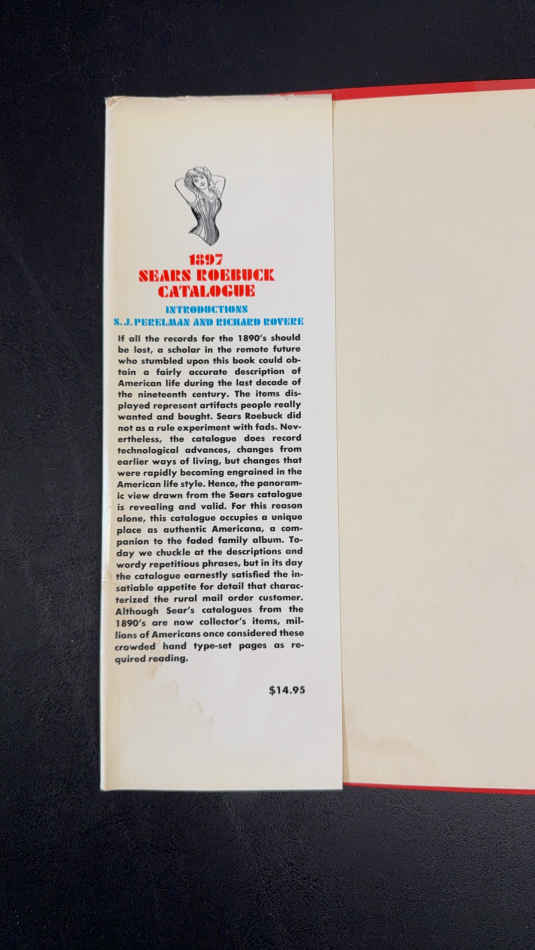 1897
SEARS ROEBUCK
CATALOGUE
INTRODUCTIONS
S. J. PERELMAN AND RICHARD ROVERE
If all the records for the 1890's should
be lost, a scholar in the remote future
who stumbled upon this book could ob-
tain a fairly accurate description of
American life during the last decade of
the nineteenth century. The items dis-
played represent artifacts people really
wanted and bought. Sears Roebuck did
not as a rule experiment with fads. Nev-
ertheless, the catalogue does record
technological advances, changes from
earlier ways of living, but changes that
were rapidly becoming engrained in the
American life style. Hence, the panoram-
ic view drawn from the Sears catalogue
is revealing and valid. For this reason
alone, this catalogue occupies a unique
place as authentic Americana, a com-
panion to the faded family album. To-
day we chuckle at the descriptions and
wordy repetitious phrases, but in its day
the catalogue earnestly satisfied the in-
satiable appetite for detail that charac-
terized the rural mail order customer.
Although Sear's catalogues from the
1890's are now collector's items, mil-
lions of Americans once considered these
crowded hand type-set pages as re-
quired reading.
$14.95